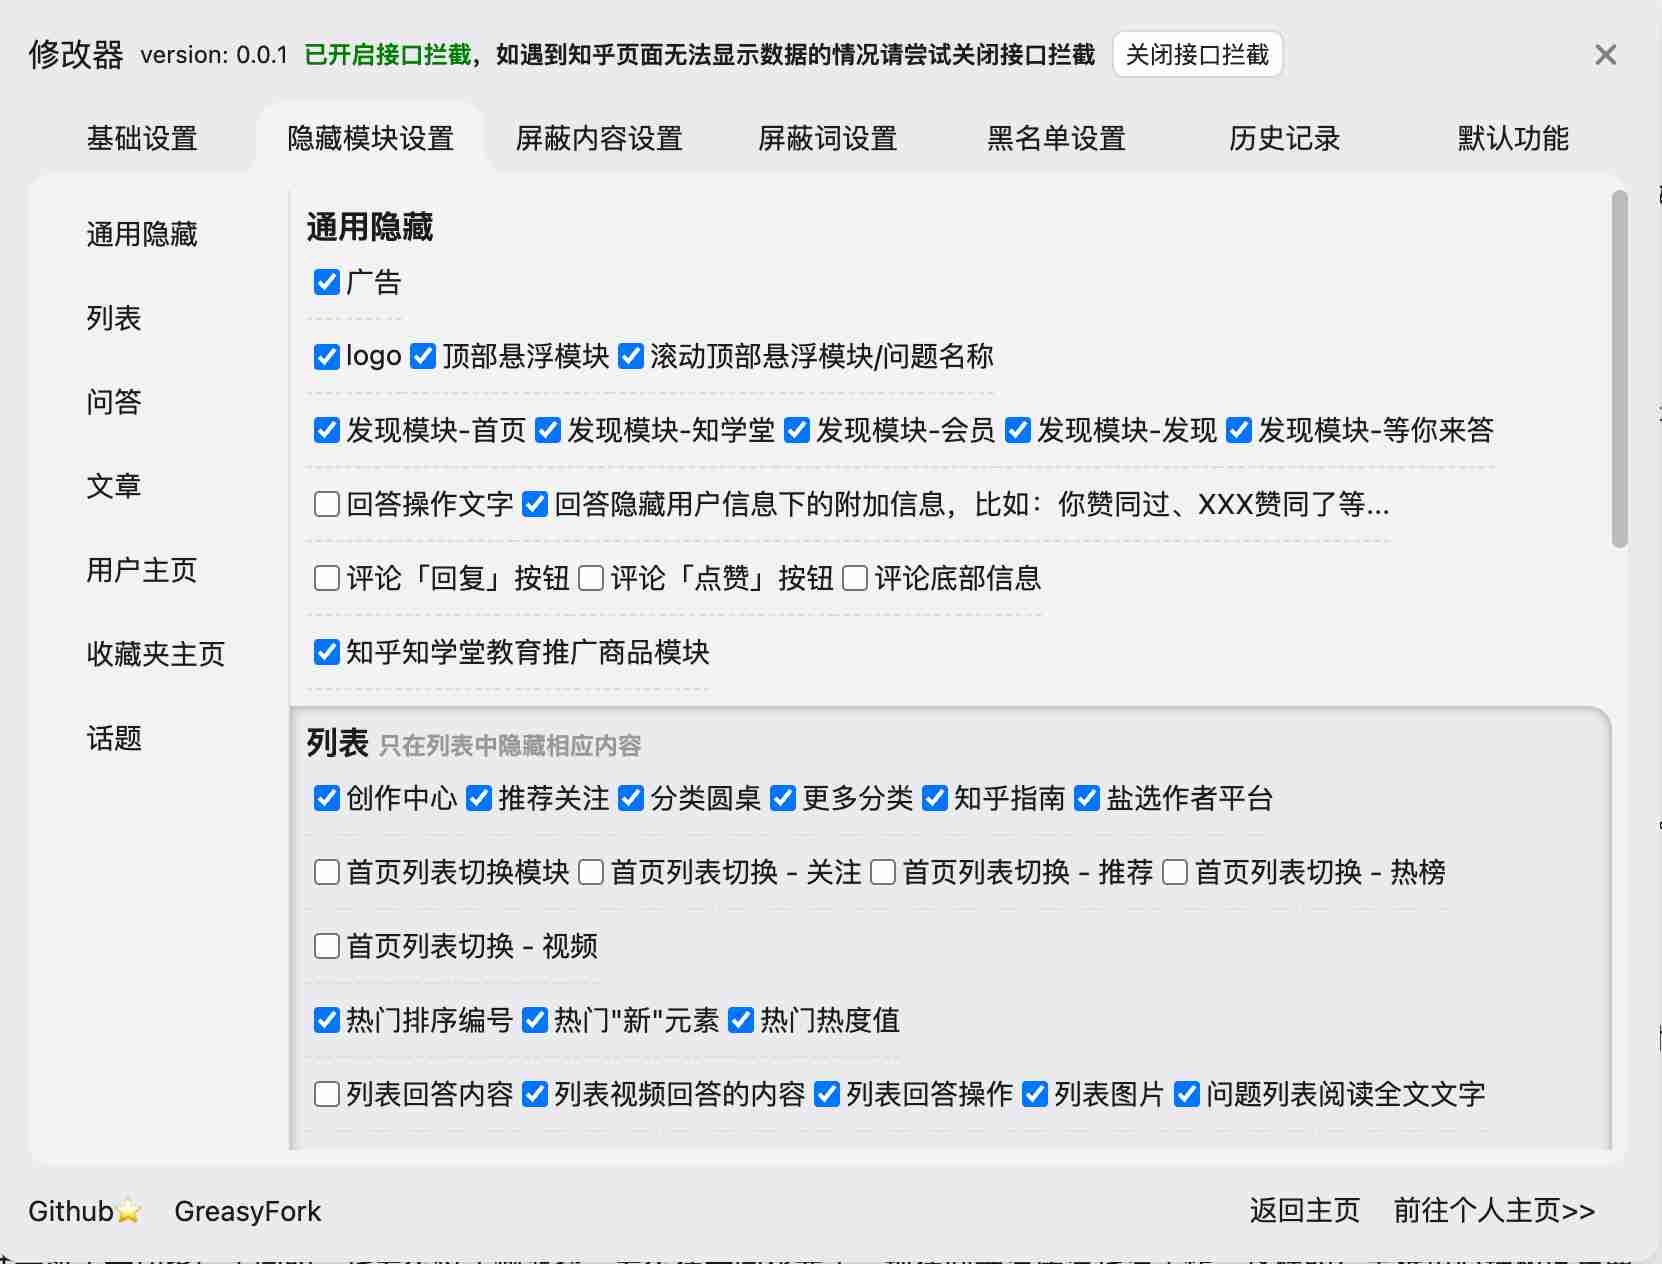 修改器 version: 0.0.1 已开启接口拦截，如遇到知乎页面无法显示数据的情况请尝试关闭接口拦截 关闭接口拦截
基础设置 隐藏模块设置 屏蔽内容设置 屏蔽词设置 黑名单设置 历史记录 默认功能
通用隐藏
列表
问答
文章
用户主页
收藏夹主页
话题
通用隐藏
广告
logo 顶部悬浮模块 滚动顶部悬浮模块/问题名称
发现模块-首页 发现模块-知学堂 发现模块-会员 发现模块-发现 发现模块-等你来答
回答操作文字 回答隐藏用户信息下的附加信息，比如：你赞同过、XXX赞同了等...
评论「回复」按钮 评论「点赞」按钮 评论底部信息
知乎知学堂教育推广商品模块
列表 只在列表中隐藏相应内容
创作中心 推荐关注 分类圆桌 更多分类 知乎指南 盐选作者平台
首页列表切换模块 首页列表切换 - 关注 首页列表切换 - 推荐 首页列表切换 - 热榜
首页列表切换 - 视频
热门排序编号 热门"新"元素 热门热度值
列表回答内容 列表视频回答的内容 列表回答操作 列表图片 问题列表阅读全文文字
Github⭐ GreasyFork 返回主页 前往个人主页>>